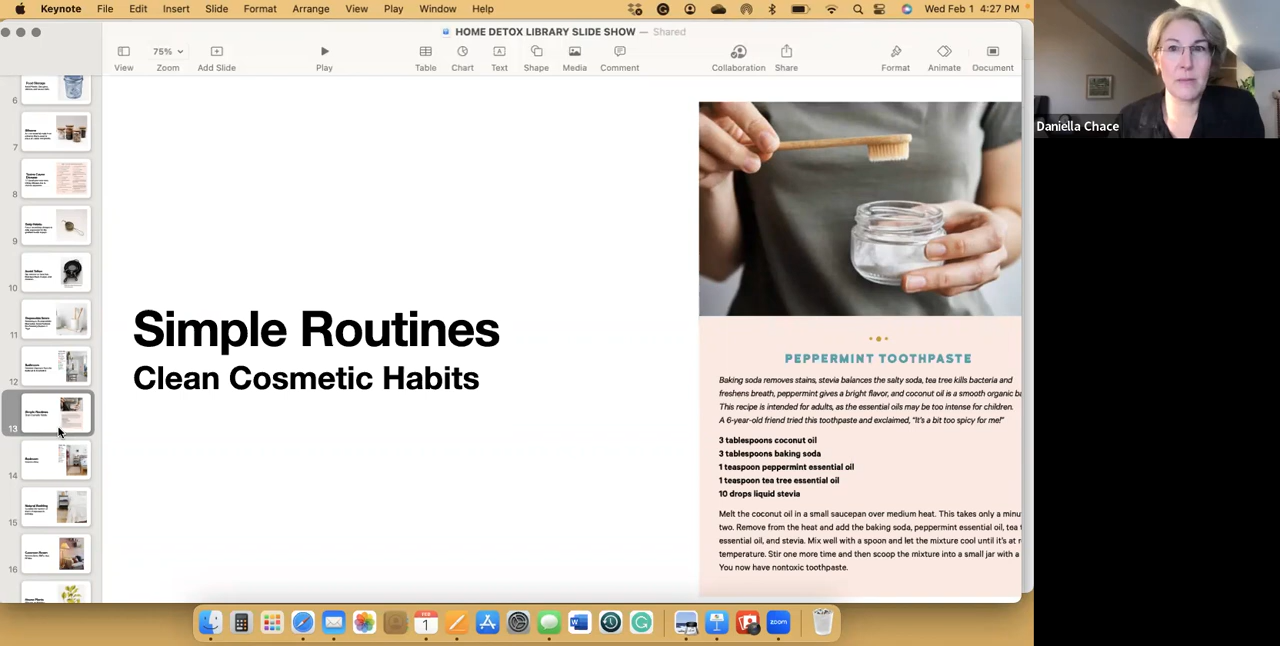 Keynote File Edit Insert Slide Format Arrange View Play Window Help Wed Feb 1 4:27 PM
HOME DETOX LIBRARY SLIDE SHOW — Shared
75%
View Zoom Add Slide Play Table Chart Text Shape Media Comment Collaboration Share Format Animate Document
Daniella Chace
6
7
8
9
10
11
12
13
14
15
16
Simple Routines
Clean Cosmetic Habits
PEPPERMINT TOOTHPASTE
Baking soda removes stains, stevia balances the salty soda, tea tree kills bacteria and
freshens breath, peppermint gives a bright flavor, and coconut oil is a smooth organic ba
This recipe is intended for adults, as the essential oils may be too intense for children.
A 6-year-old friend tried this toothpaste and exclaimed, “It’s a bit too spicy for me!”
3 tablespoons coconut oil
3 tablespoons baking soda
1 teaspoon peppermint essential oil
1 teaspoon tea tree essential oil
10 drops liquid stevia
Melt the coconut oil in a small saucepan over medium heat. This takes only a minu
two. Remove from the heat and add the baking soda, peppermint essential oil, tea t
essential oil, and stevia. Mix well with a spoon and let the mixture cool until it’s at r
temperature. Stir one more time and then scoop the mixture into a small jar with a
You now have nontoxic toothpaste.
FEB
1
zoom